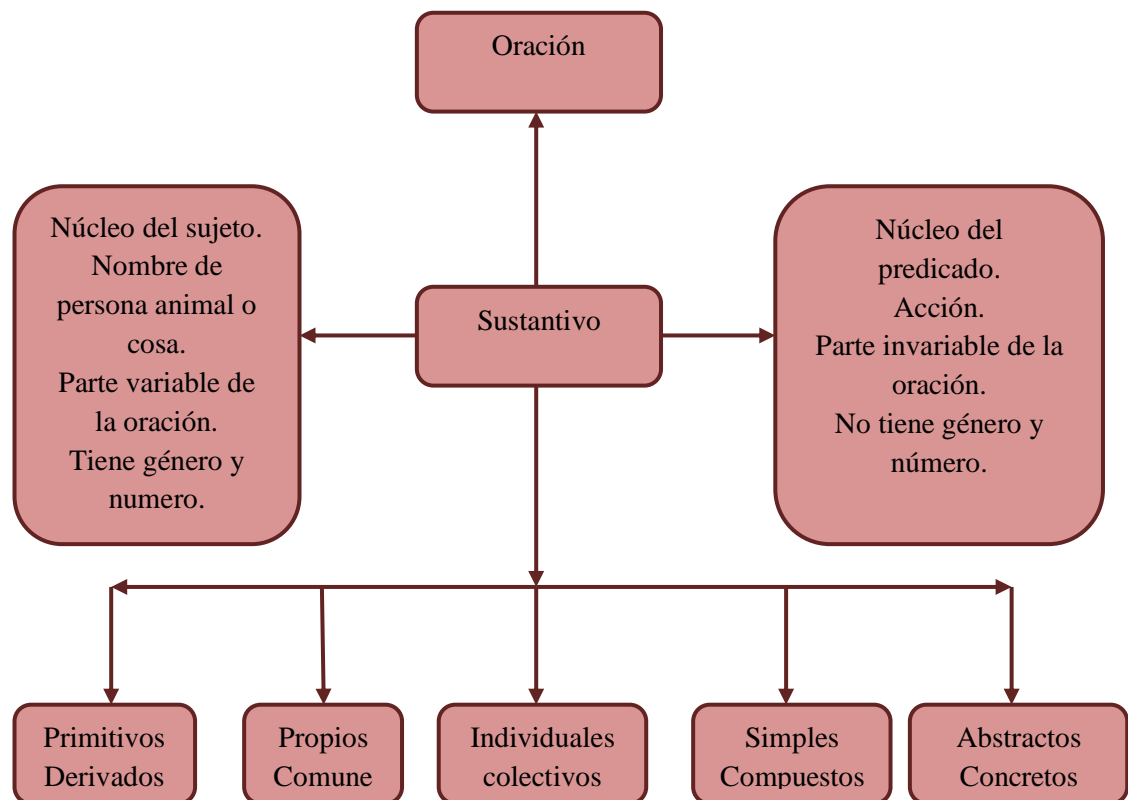 Oración
Núcleo del sujeto.
Nombre de
persona animal o
cosa.
Parte variable de
la oración.
Tiene género y
numero.
Sustantivo
Núcleo del
predicado.
Acción.
Parte invariable de la
oración.
No tiene género y
número.
Primitivos
Derivados
Propios
Comune
Individuales
colectivos
Simples
Compuestos
Abstractos
Concretos